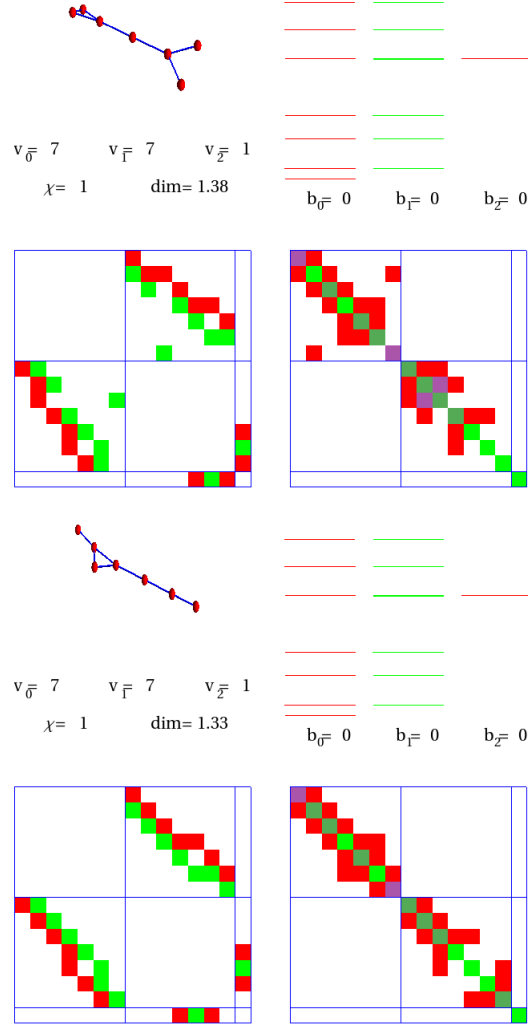 v₀= 7 v₁= 7 v₂= 1
χ= 1 dim= 1.38
b₀= 0 b₁= 0 b₂= 0
v₀= 7 v₁= 7 v₂= 1
χ= 1 dim= 1.33
b₀= 0 b₁= 0 b₂= 0